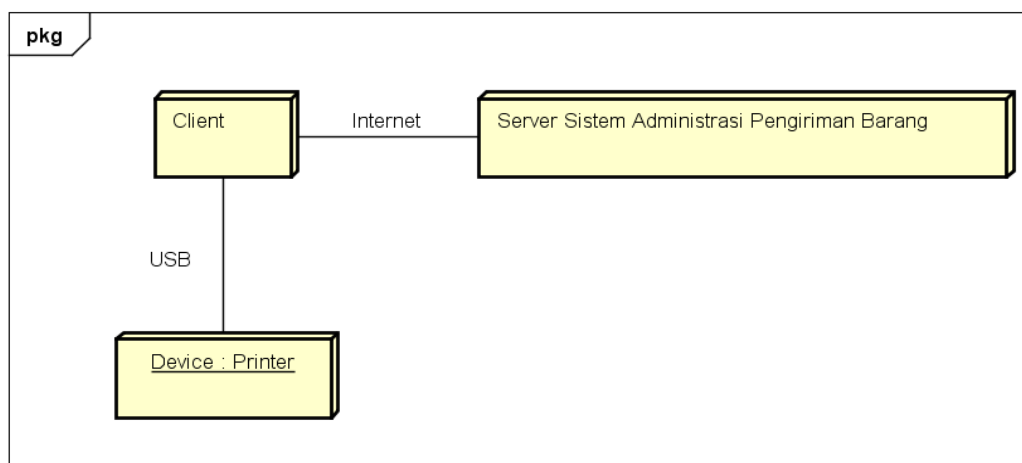 pkg
Client
Internet
Server Sistem Administrasi Pengiriman Barang
USB
Device : Printer